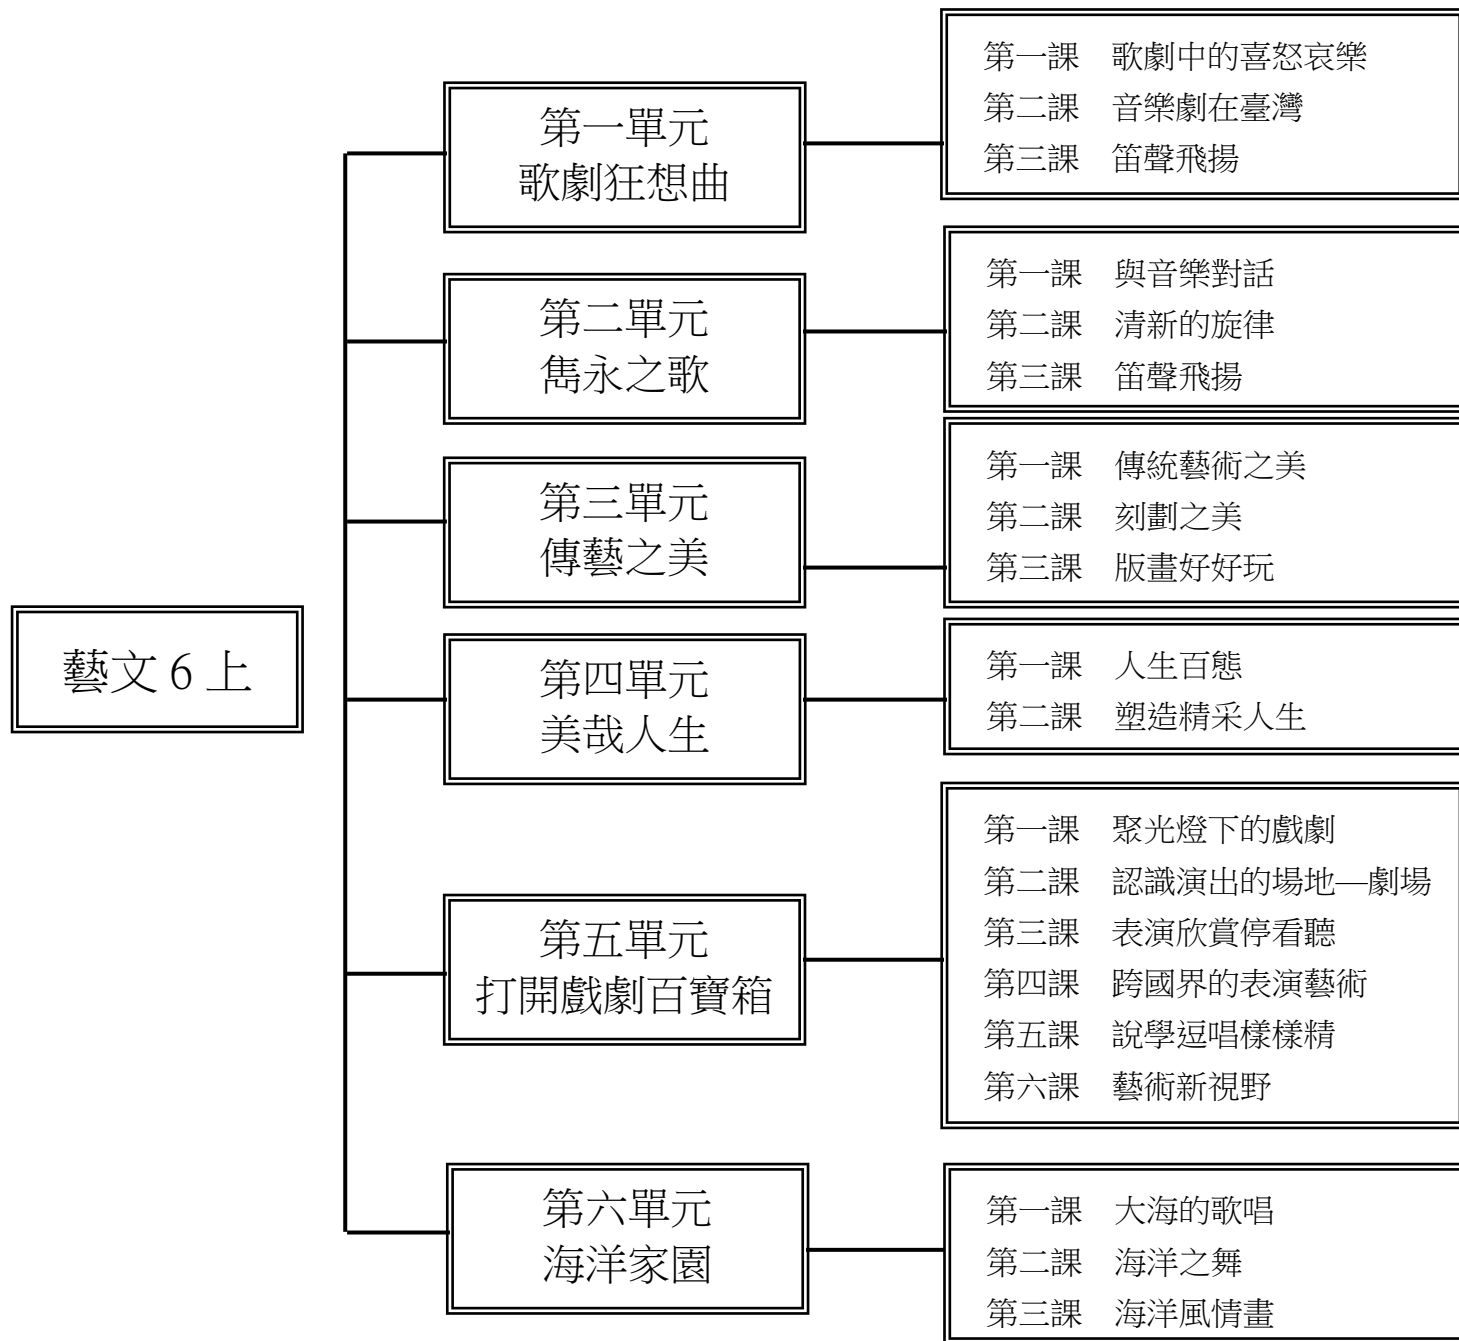 藝文 6 上
第一單元
歌劇狂想曲
第一課　歌劇中的喜怒哀樂
第二課　音樂劇在臺灣
第三課　笛聲飛揚
第二單元
雋永之歌
第一課　與音樂對話
第二課　清新的旋律
第三課　笛聲飛揚
第三單元
傳藝之美
第一課　傳統藝術之美
第二課　刻劃之美
第三課　版畫好好玩
第四單元
美哉人生
第一課　人生百態
第二課　塑造精采人生
第五單元
打開戲劇百寶箱
第一課　聚光燈下的戲劇
第二課　認識演出的場地—劇場
第三課　表演欣賞停看聽
第四課　跨國界的表演藝術
第五課　說學逗唱樣樣精
第六課　藝術新視野
第六單元
海洋家園
第一課　大海的歌唱
第二課　海洋之舞
第三課　海洋風情畫